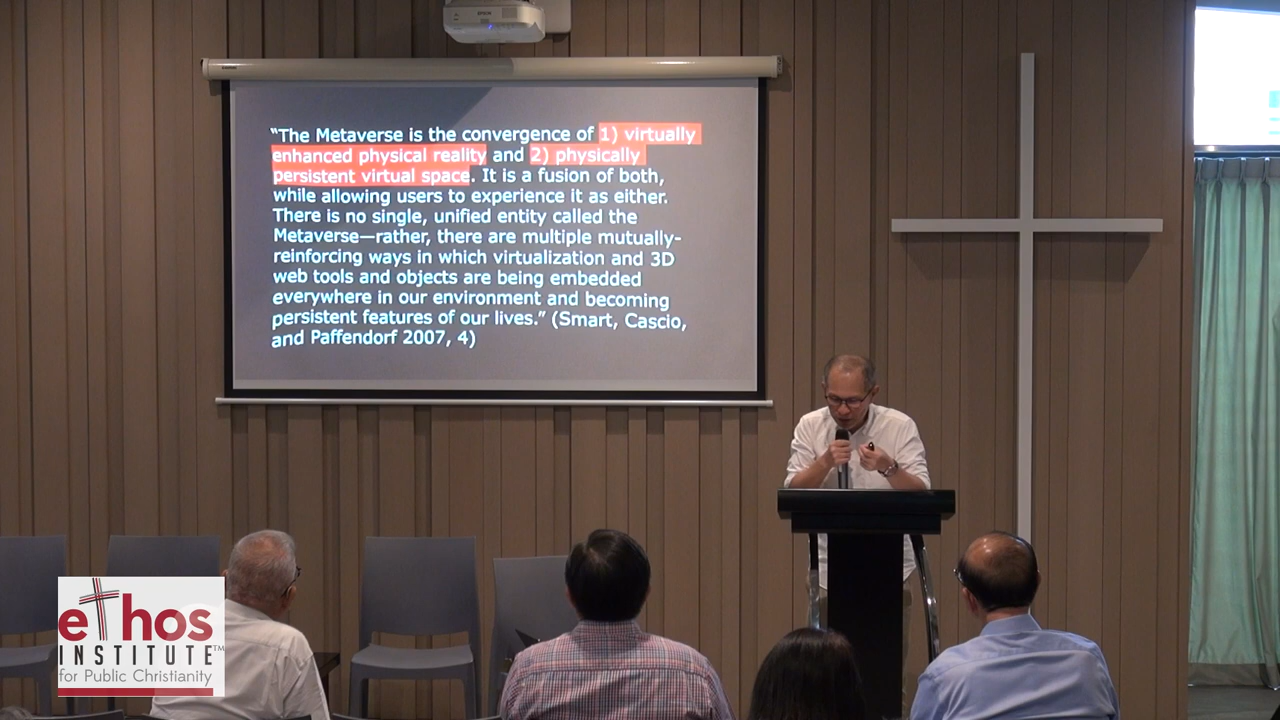 EPSON
“The Metaverse is the convergence of 1) virtually
enhanced physical reality and 2) physically
persistent virtual space. It is a fusion of both,
while allowing users to experience it as either.
There is no single, unified entity called the
Metaverse—rather, there are multiple mutually-
reinforcing ways in which virtualization and 3D
web tools and objects are being embedded
everywhere in our environment and becoming
persistent features of our lives.” (Smart, Cascio,
and Paffendorf 2007, 4)
ethos
INSTITUTE™
for Public Christianity